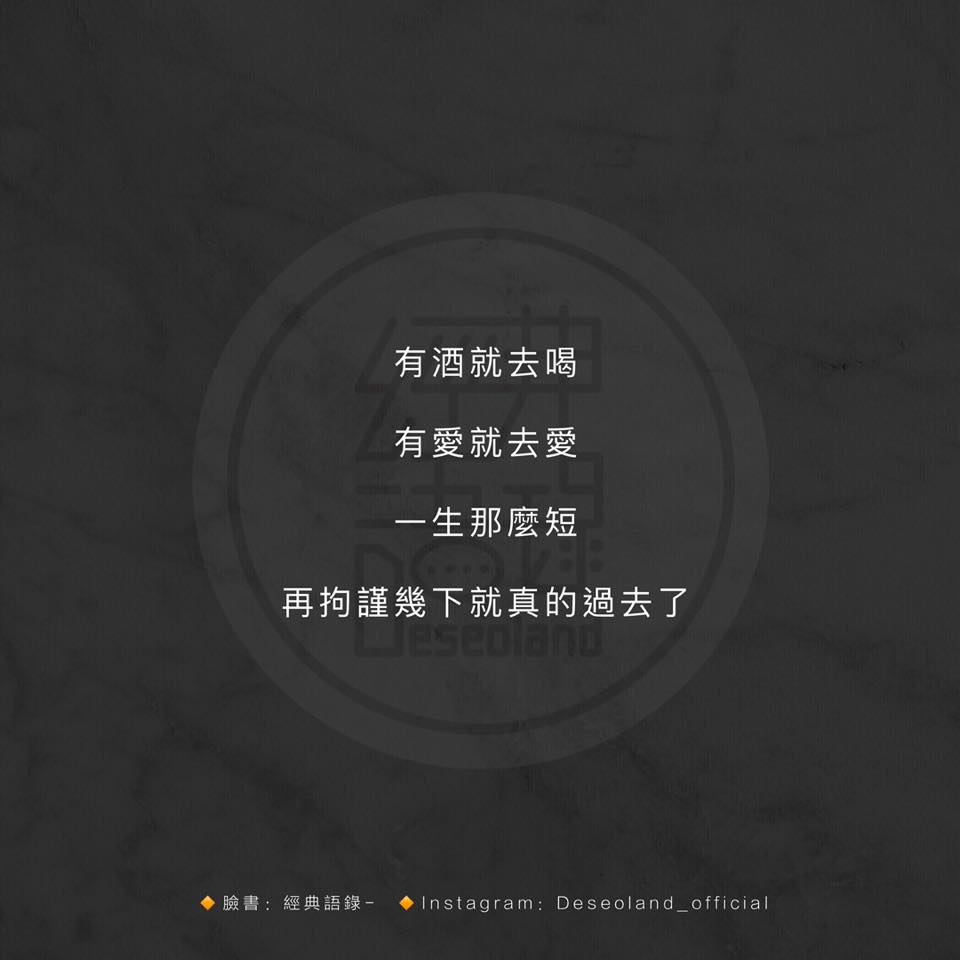 有酒就去喝
有愛就去愛
一生那麼短
再拘謹幾下就真的過去了
經典
語錄
Deseoland
🔸臉書：經典語錄- 🔸Instagram：Deseoland_official